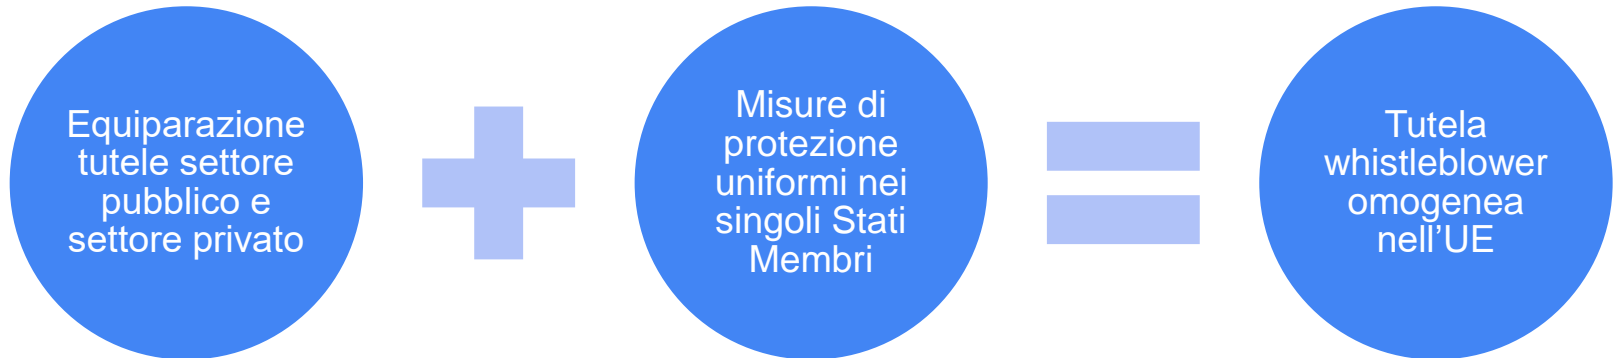 Equiparazione
tutele settore
pubblico e
settore privato
Misure di
protezione
uniformi nei
singoli Stati
Membri
Tutela
whistleblower
omogenea
nell’UE